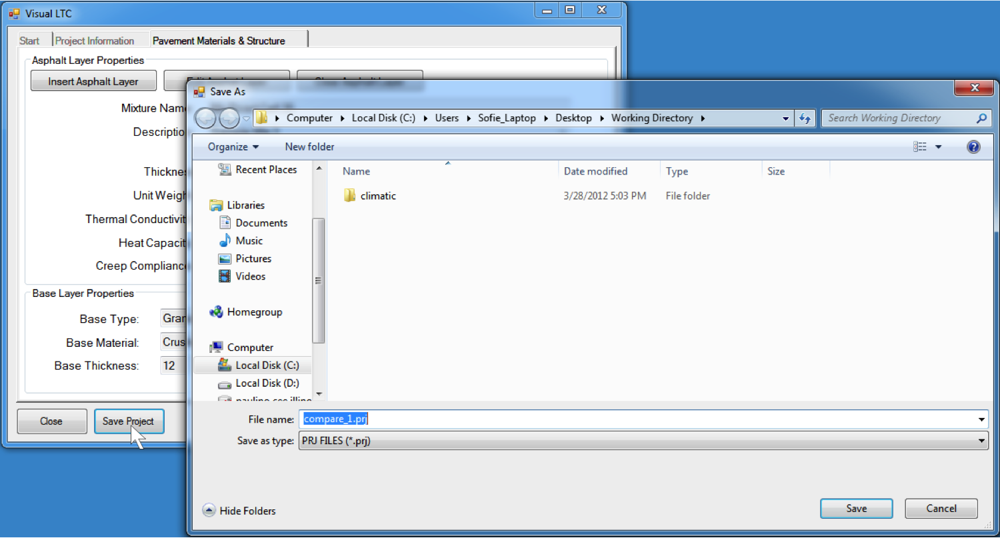 Visual LTC
Start Project Information Pavement Materials & Structure
Asphalt Layer Properties
Insert Asphalt Layer
Mixture Nam
Descriptio
Thicknes
Unit Weigh
Thermal Conductivit
Heat Capacit
Creep Compliance
Base Layer Properties
Base Type: Gran
Base Material: Crus
Base Thickness: 12
Close Save Project
Save As
Computer Local Disk (C:) Users Sofie_Laptop Desktop Working Directory Search Working Directory
Organize New folder
Recent Places
Libraries
Documents
Music
Pictures
Videos
Homegroup
Computer
Local Disk (C:)
Local Disk (D:)
Name Date modified Type Size
climatic 3/28/2012 5:03 PM File folder
File name: compare_1.prj
Save as type: PRJ FILES (*.prj)
Hide Folders Save Cancel